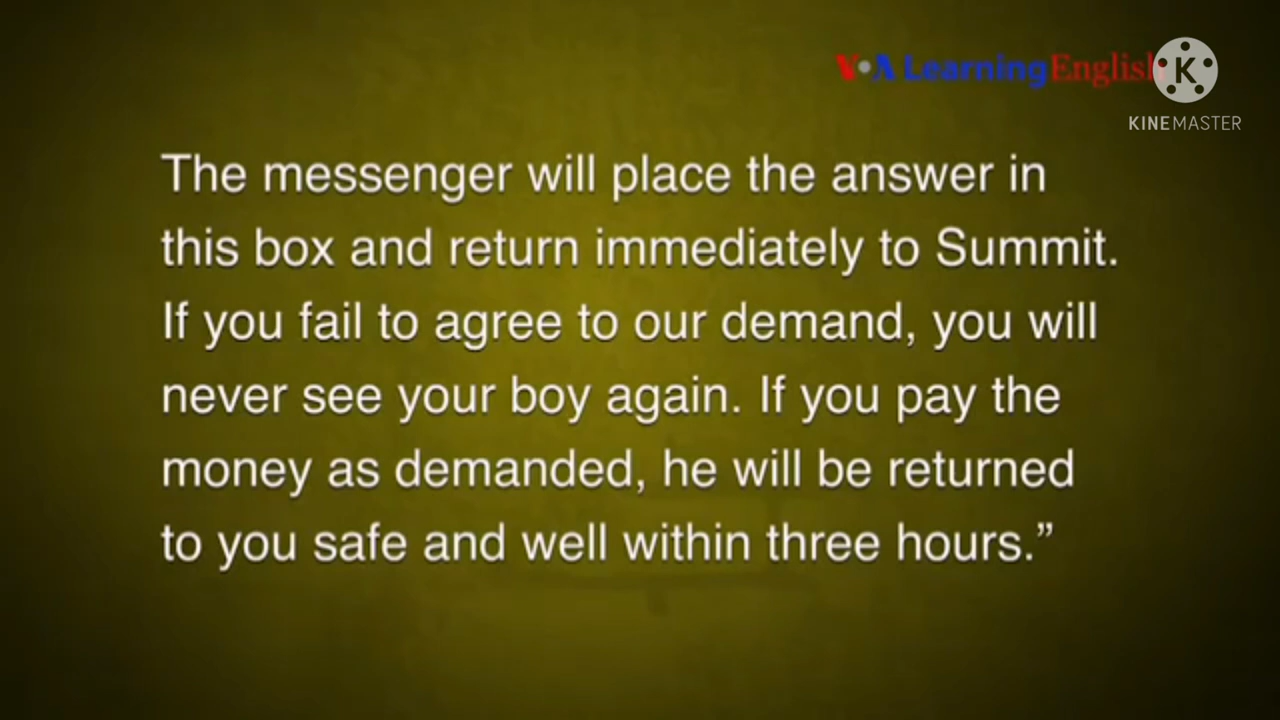 VOA Learning English
K
KINEMASTER
The messenger will place the answer in
this box and return immediately to Summit.
If you fail to agree to our demand, you will
never see your boy again. If you pay the
money as demanded, he will be returned
to you safe and well within three hours.”